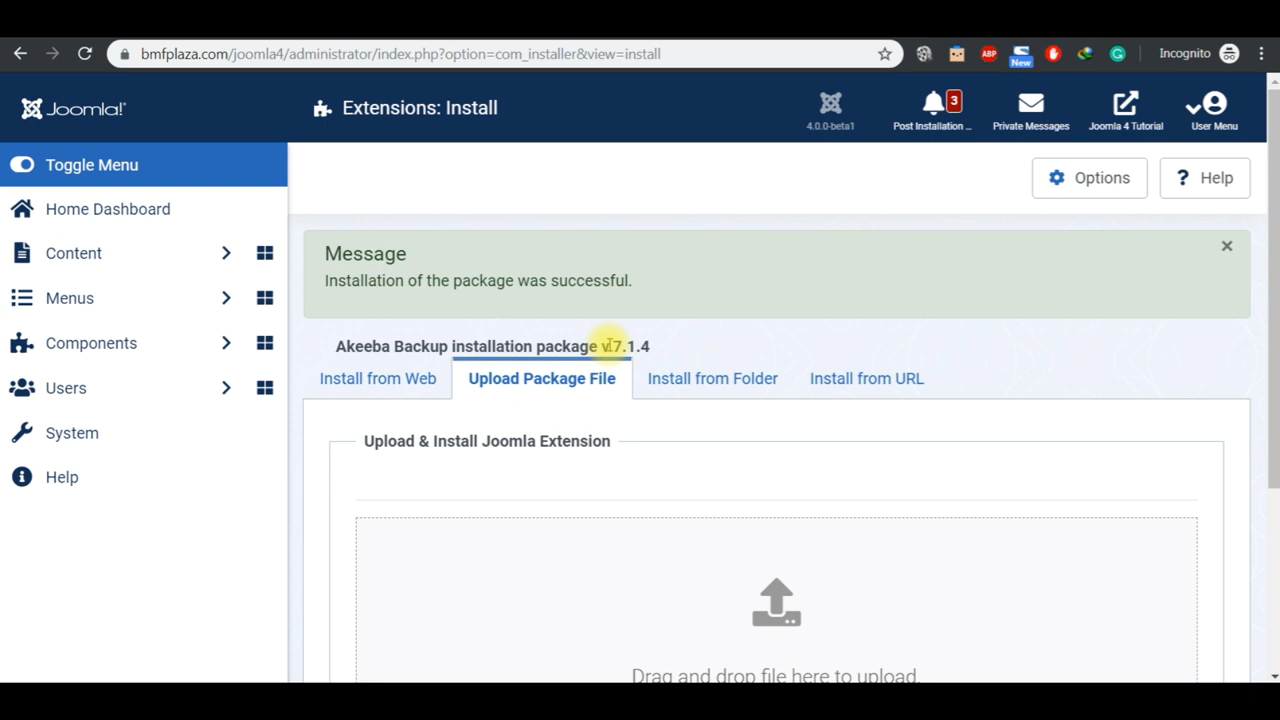 bmfplaza.com/joomla4/administrator/index.php?option=com_installer&view=install
ABP
New
Incognito
Joomla!®
Extensions: Install
4.0.0-beta1
3
Post Installation ...
Private Messages
Joomla 4 Tutorial
User Menu
Toggle Menu
Options
? Help
Home Dashboard
Content
Menus
Components
Users
System
Help
Message
Installation of the package was successful.
Akeeba Backup installation package v7.1.4
Install from Web
Upload Package File
Install from Folder
Install from URL
Upload & Install Joomla Extension
Drag and drop file here to upload.